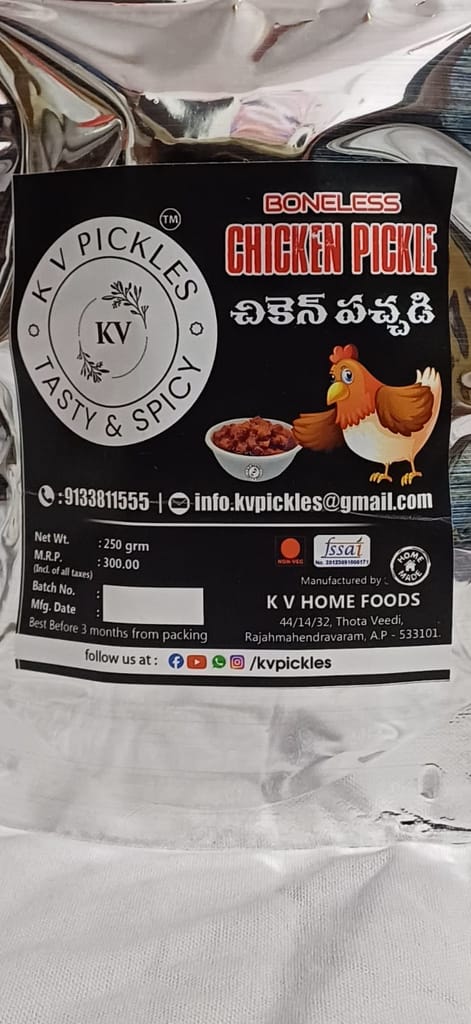 K V PICKLES
TM
KV
TASTY & SPICY
BONELESS
CHICKEN PICKLE
చికెన్ పచ్చడి
:9133811555 | info.kvpickles@gmail.com
Net Wt. : 250 grm
M.R.P. : 300.00
(Incl. of all taxes)
Batch No. :
Mfg. Date :
Best Before 3 months from packing
NON-VEG
fssai
HOME MADE
Manufactured by :
K V HOME FOODS
44/14/32, Thota Veedi,
Rajahmahendravaram, A.P - 533101.
follow us at : /kvpickles